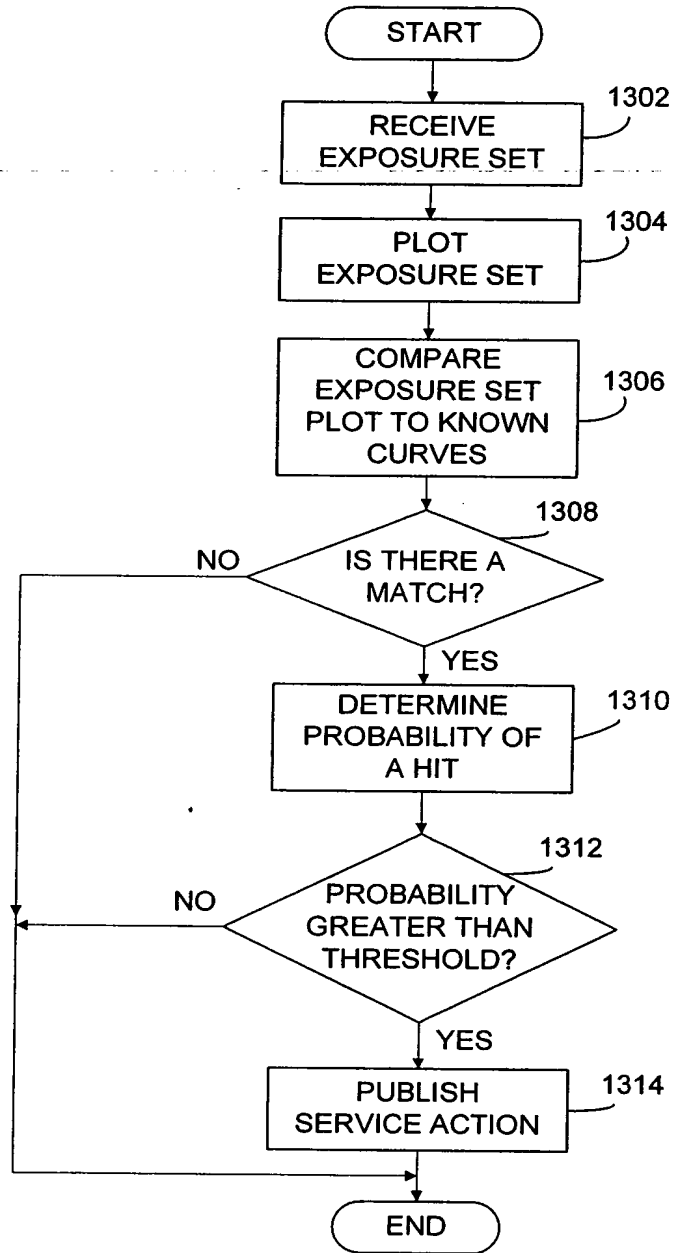 START
1302
RECEIVE
EXPOSURE SET
1304
PLOT
EXPOSURE SET
COMPARE
EXPOSURE SET
PLOT TO KNOWN
CURVES
1306
1308
NO
IS THERE A
MATCH?
YES
DETERMINE
PROBABILITY OF
A HIT
1310
1312
NO
PROBABILITY
GREATER THAN
THRESHOLD?
YES
PUBLISH
SERVICE ACTION
1314
END